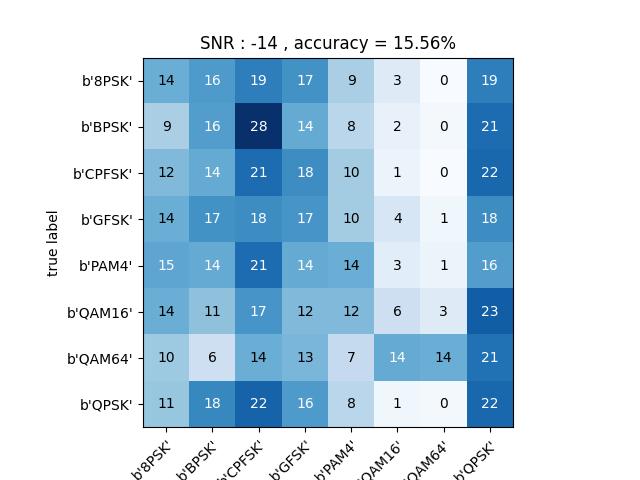 SNR : -14 , accuracy = 15.56%
b'8PSK' 14 16 19 17 9 3 0 19
b'BPSK' 9 16 28 14 8 2 0 21
b'CPFSK' 12 14 21 18 10 1 0 22
b'GFSK' 14 17 18 17 10 4 1 18
b'PAM4' 15 14 21 14 14 3 1 16
b'QAM16' 14 11 17 12 12 6 3 23
b'QAM64' 10 6 14 13 7 14 14 21
b'QPSK' 11 18 22 16 8 1 0 22
true label
b'8PSK' b'BPSK' 'CPFSK' b'GFSK' b'PAM4' 'QAM16' 'QAM64' b'QPSK'